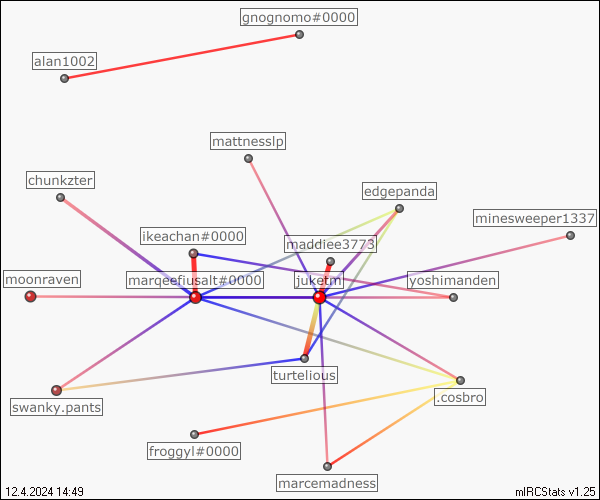 gnognomo#0000
alan1002
mattnesslp
chunkzter
edgepanda
minesweeper1337
ikeachan#0000
maddiee3773
moonraven
marqeefiusalt#0000
juketm
yoshimanden
turtelious
.cosbro
swanky.pants
froggyl#0000
marcemadness
12.4.2024 14:49
mIRCStats v1.25